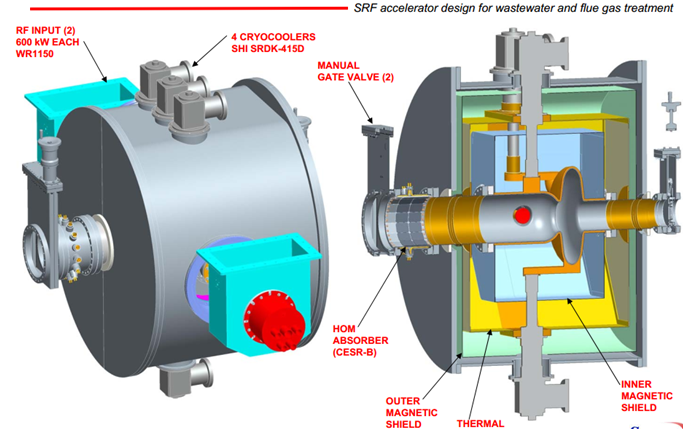 SRF accelerator design for wastewater and flue gas treatment
RF INPUT (2)
600 kW EACH
WR1150
4 CRYOCOOLERS
SHI SRDK-415D
MANUAL
GATE VALVE (2)
HOM
ABSORBER
(CESR-B)
OUTER
MAGNETIC
SHIELD
THERMAL
INNER
MAGNETIC
SHIELD